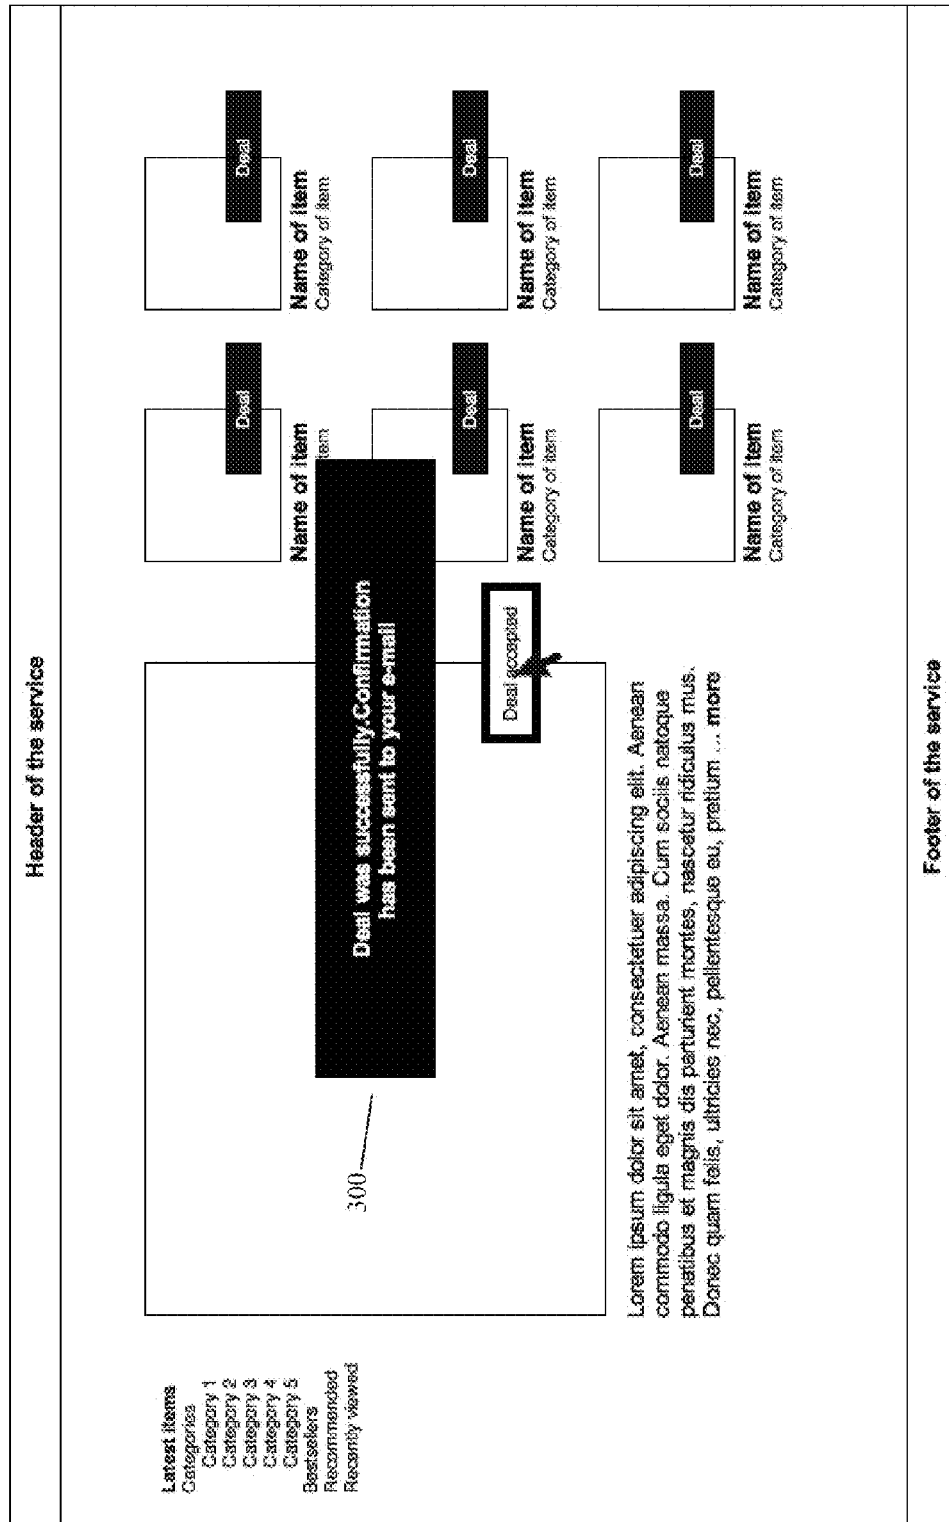 Header of the service
Latest items
Categories
Category 1
Category 2
Category 3
Category 4
Category 5
Bestsellers
Recommended
Recently viewed
300
Deal was successfully.Confirmation
has been sent to your e-mail
Deal accepted
Lorem ipsum dolor sit amet, consectetuer adipiscing elit. Aenean
commodo ligula eget dolor. Aenean massa. Cum sociis natoque
penatibus et magnis dis parturient montes, nascetur ridiculus mus.
Donec quam felis, ultricies nec, pellentesque eu, pretium ... more
Deal
Name of item
item
Deal
Name of item
Category of item
Deal
Name of item
Category of item
Deal
Name of item
Category of item
Deal
Name of item
Category of item
Deal
Name of item
Category of item
Footer of the service